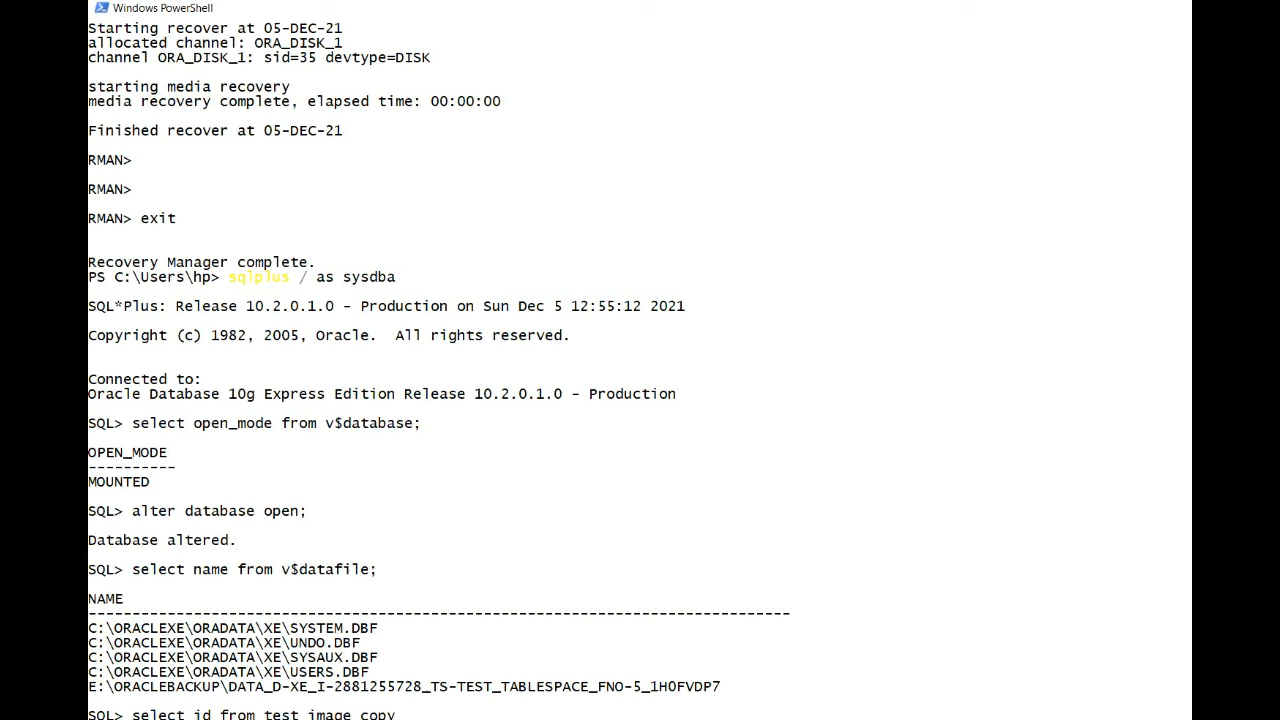 Windows PowerShell
Starting recover at 05-DEC-21
allocated channel: ORA_DISK_1
channel ORA_DISK_1: sid=35 devtype=DISK
starting media recovery
media recovery complete, elapsed time: 00:00:00
Finished recover at 05-DEC-21
RMAN>
RMAN>
RMAN> exit
Recovery Manager complete.
PS C:\Users\hp> sqlplus / as sysdba
SQL*Plus: Release 10.2.0.1.0 - Production on Sun Dec 5 12:55:12 2021
Copyright (c) 1982, 2005, Oracle.  All rights reserved.
Connected to:
Oracle Database 10g Express Edition Release 10.2.0.1.0 - Production
SQL> select open_mode from v$database;
OPEN_MODE
----------
MOUNTED
SQL> alter database open;
Database altered.
SQL> select name from v$datafile;
NAME
--------------------------------------------------------------------------------
C:\ORACLEXE\ORADATA\XE\SYSTEM.DBF
C:\ORACLEXE\ORADATA\XE\UNDO.DBF
C:\ORACLEXE\ORADATA\XE\SYSAUX.DBF
C:\ORACLEXE\ORADATA\XE\USERS.DBF
E:\ORACLEBACKUP\DATA_D-XE_I-2881255728_TS-TEST_TABLESPACE_FNO-5_1H0FVDP7
SQL> select id from test_image_copy